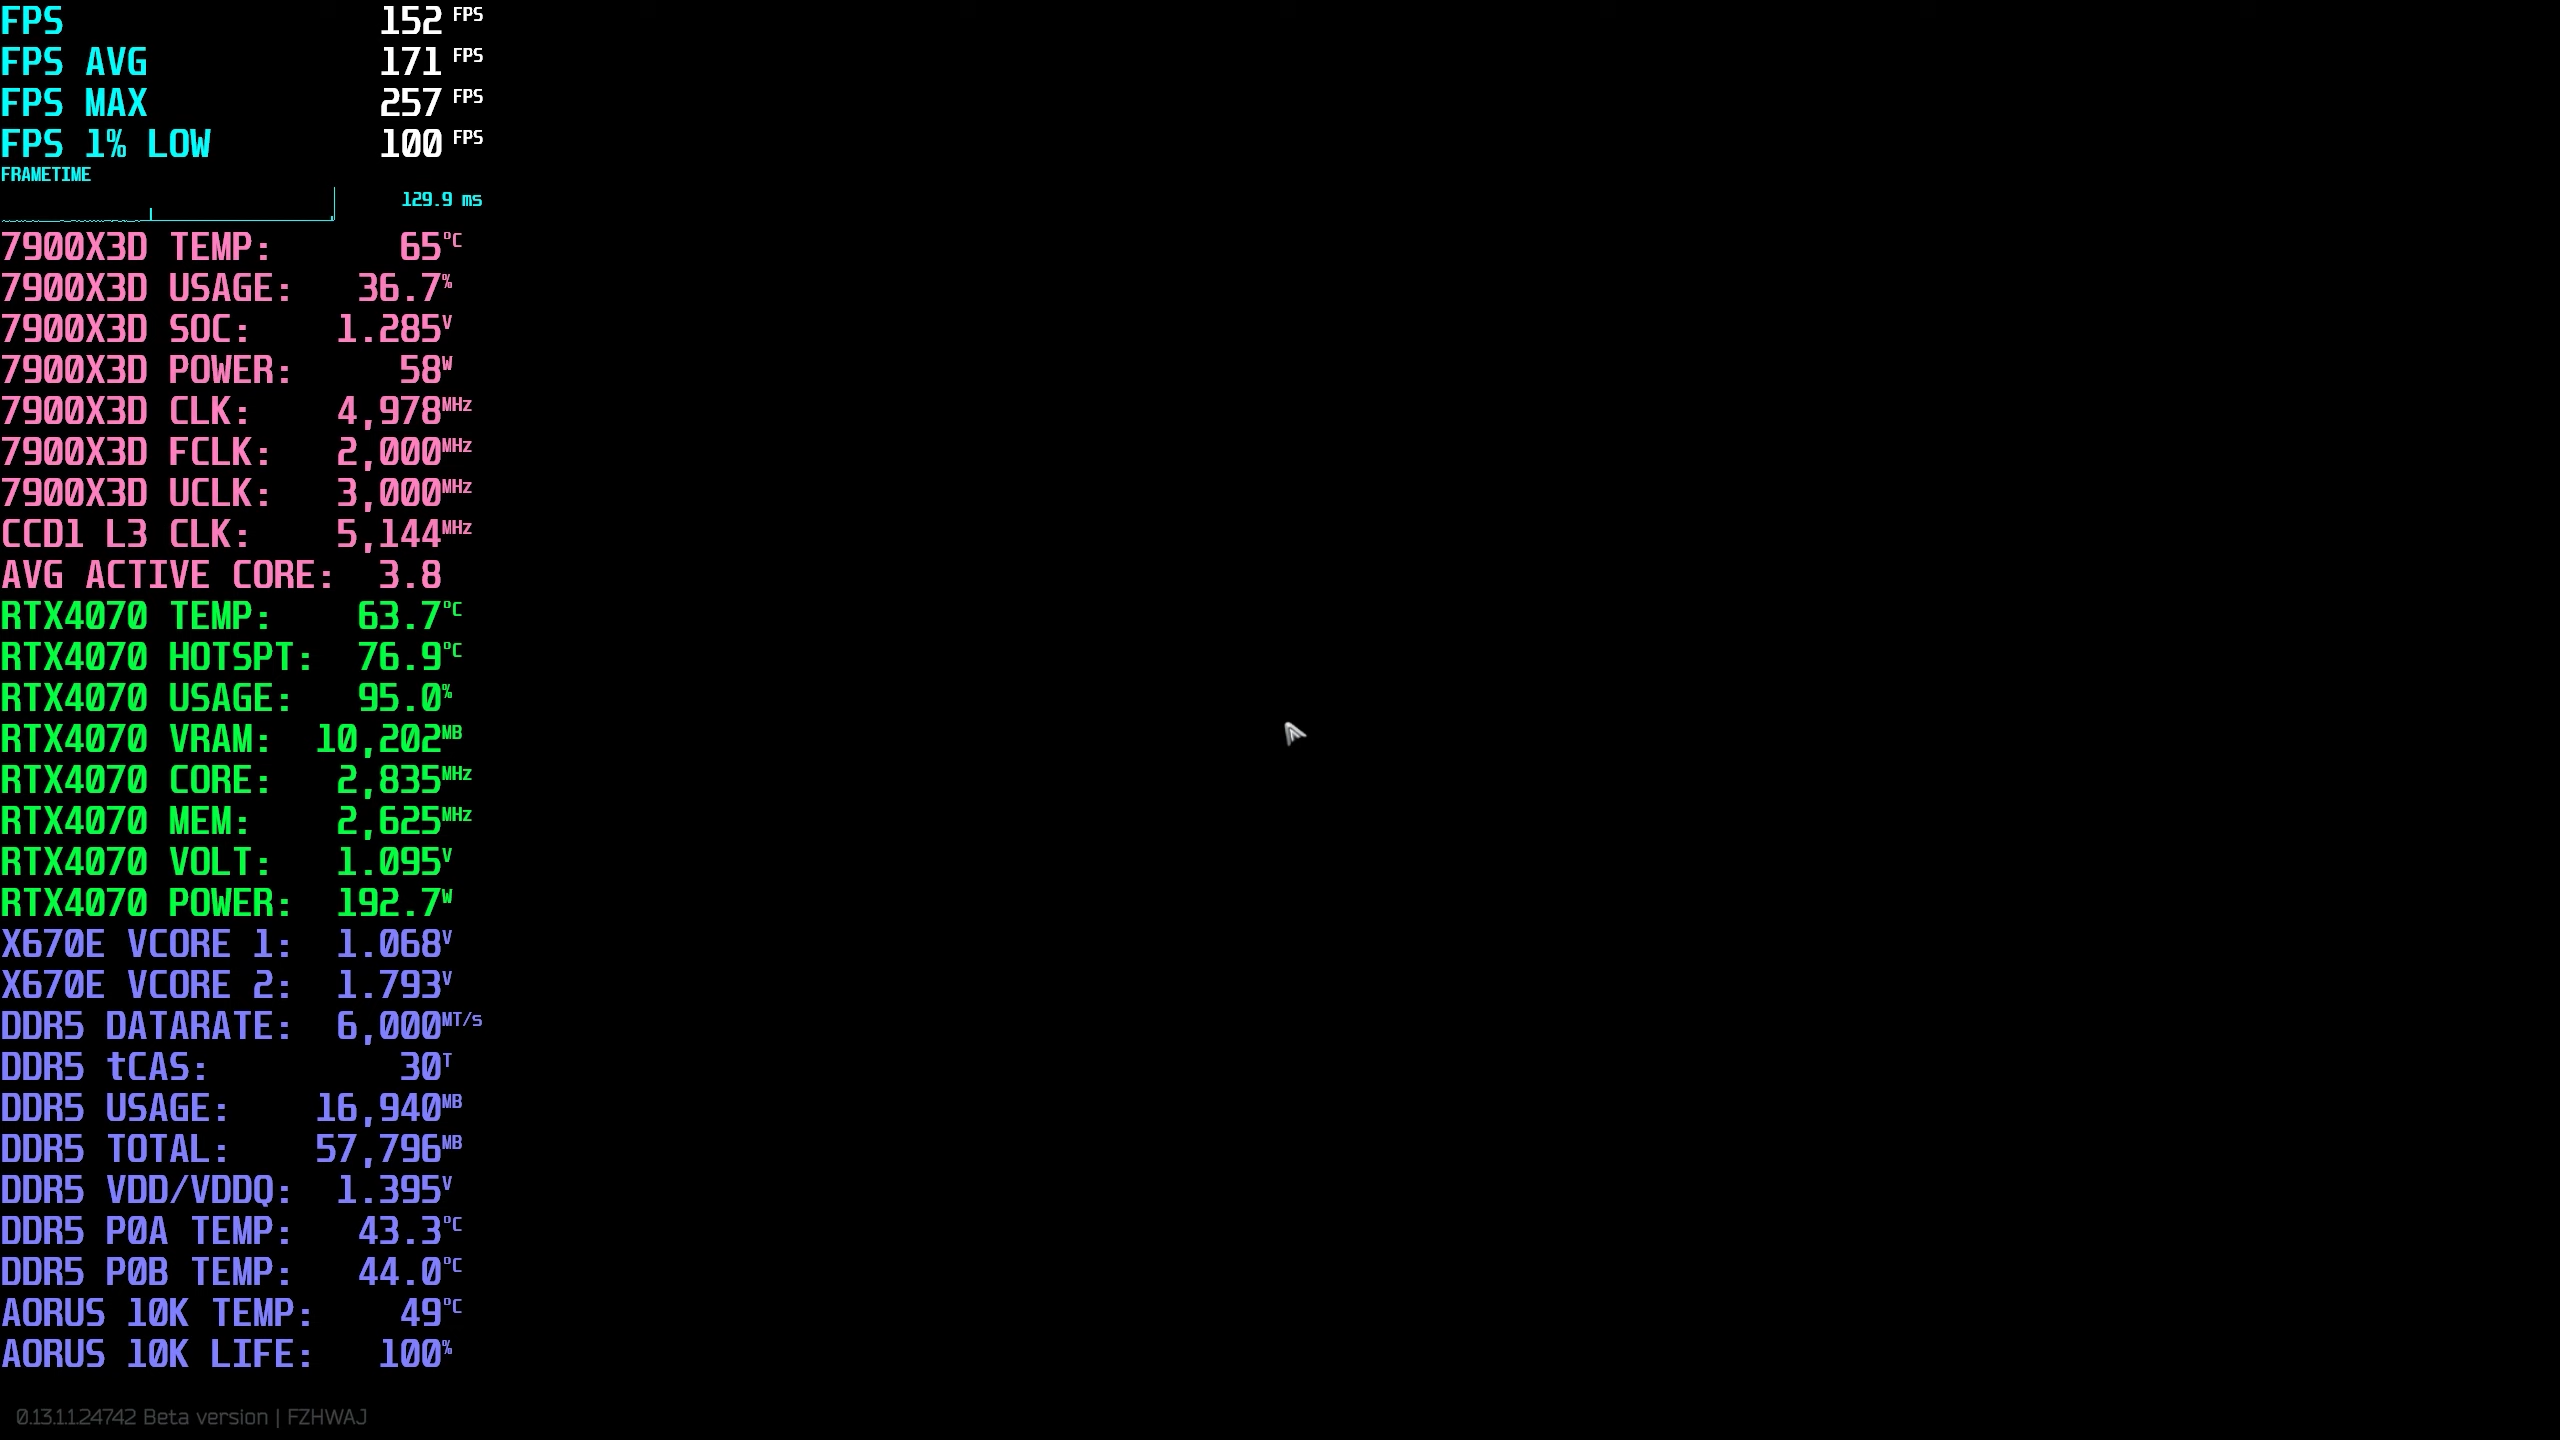 FPS 152 FPS
FPS AVG 171 FPS
FPS MAX 257 FPS
FPS 1% LOW 100 FPS
FRAMETIME
129.9 ms
7900X3D TEMP: 65°C
7900X3D USAGE: 36.7%
7900X3D SOC: 1.285V
7900X3D POWER: 58W
7900X3D CLK: 4,978MHz
7900X3D FCLK: 2,000MHz
7900X3D UCLK: 3,000MHz
CCD1 L3 CLK: 5,144MHz
AVG ACTIVE CORE: 3.8
RTX4070 TEMP: 63.7°C
RTX4070 HOTSPT: 76.9°C
RTX4070 USAGE: 95.0%
RTX4070 VRAM: 10,202MB
RTX4070 CORE: 2,835MHz
RTX4070 MEM: 2,625MHz
RTX4070 VOLT: 1.095V
RTX4070 POWER: 192.7W
X670E VCORE 1: 1.068V
X670E VCORE 2: 1.793V
DDR5 DATARATE: 6,000MT/s
DDR5 tCAS: 30T
DDR5 USAGE: 16,940MB
DDR5 TOTAL: 57,796MB
DDR5 VDD/VDDQ: 1.395V
DDR5 P0A TEMP: 43.3°C
DDR5 P0B TEMP: 44.0°C
AORUS 10K TEMP: 49°C
AORUS 10K LIFE: 100%
0.13.1.1.24742 Beta version | FZHWAJ